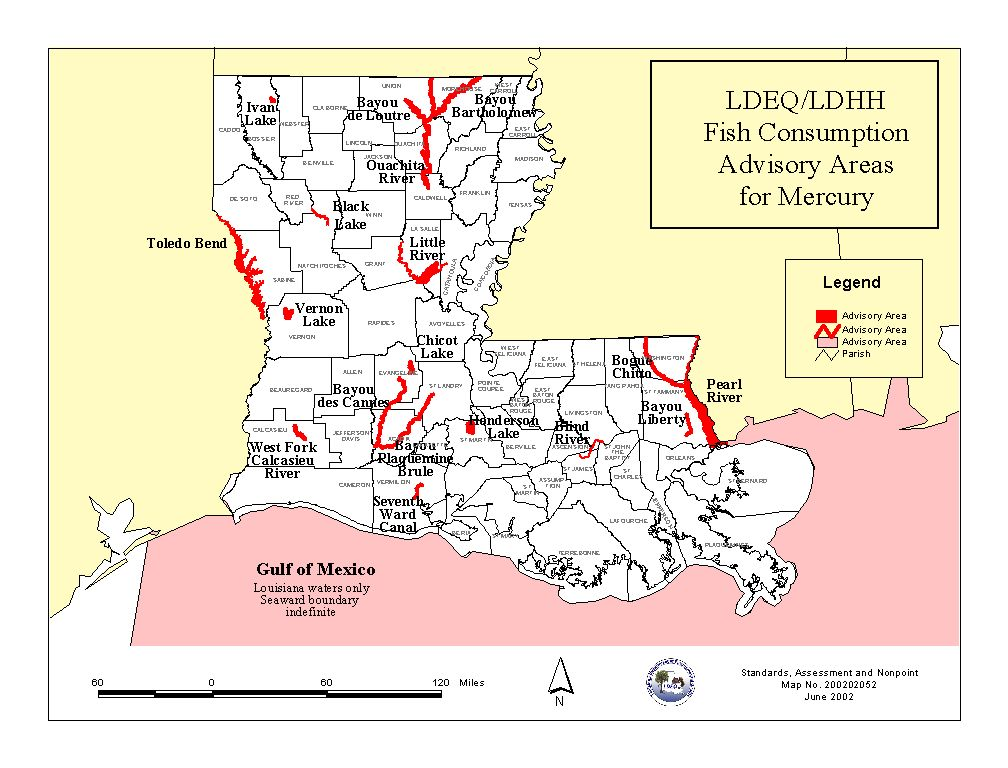 LDEQ/LDHH
Fish Consumption
Advisory Areas
for Mercury
Legend
Advisory Area
Advisory Area
Advisory Area
Parish
UNION
CLAIBORNE
CADDO
LINCOLN
JACKSON
BIENVILLE
RICHLAND
WEST
CARROLL
EAST
CARROLL
MADISON
Ivan
Lake
Bayou
de Loutre
Bayou
Bartholomew
Ouachita
River
DE SOTO
RED
RIVER
CALDWELL
FRANKLIN
TENSAS
Black
Lake
Toledo Bend
LA SALLE
Little
River
NATCHITOCHES
GRANT
SABINE
CATAHOULA
CONCORDIA
Vernon
Lake
VERNON
RAPIDES
AVOYELLES
Chicot
Lake
WEST
FELICIANA
EAST
FELICIANA
ST HELENA
Bogue
Chitto
WASHINGTON
Pearl
River
ALLEN
EVANGELINE
BEAUREGARD
Bayou
des Cannes
ST LANDRY
POINTE
COUPEE
WEST
BATON
ROUGE
EAST
BATON
ROUGE
LIVINGSTON
ST TAMMANY
Bayou
Liberty
CALCASIEU
JEFFERSON
DAVIS
Henderson
Lake
Blind
River
West Fork
Calcasieu
River
Bayou
Plaquemine
Brule
ST MARTIN
IBERVILLE
ASCENSION
ST JOHN
THE
BAPTIST
ST JAMES
ST
CHARLES
ORLEANS
ST BERNARD
CAMERON
VERMILION
ASSUMP
TION
ST
MARTIN
Seventh
Ward
Canal
IBERIA
ST MARY
LAFOURCHE
TERREBONNE
PLAQUEMINES
Gulf of Mexico
Louisiana waters only
Seaward boundary
indefinite
60 0 60 120 Miles
N
Standards, Assessment and Nonpoint
Map No. 200202052
June 2002